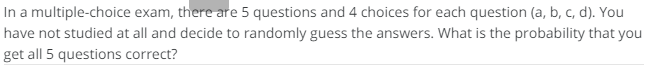 In a multiple-choice exam, there are 5 questions and 4 choices for each question (a, b, c, d). You
have not studied at all and decide to randomly guess the answers. What is the probability that you
get all 5 questions correct?